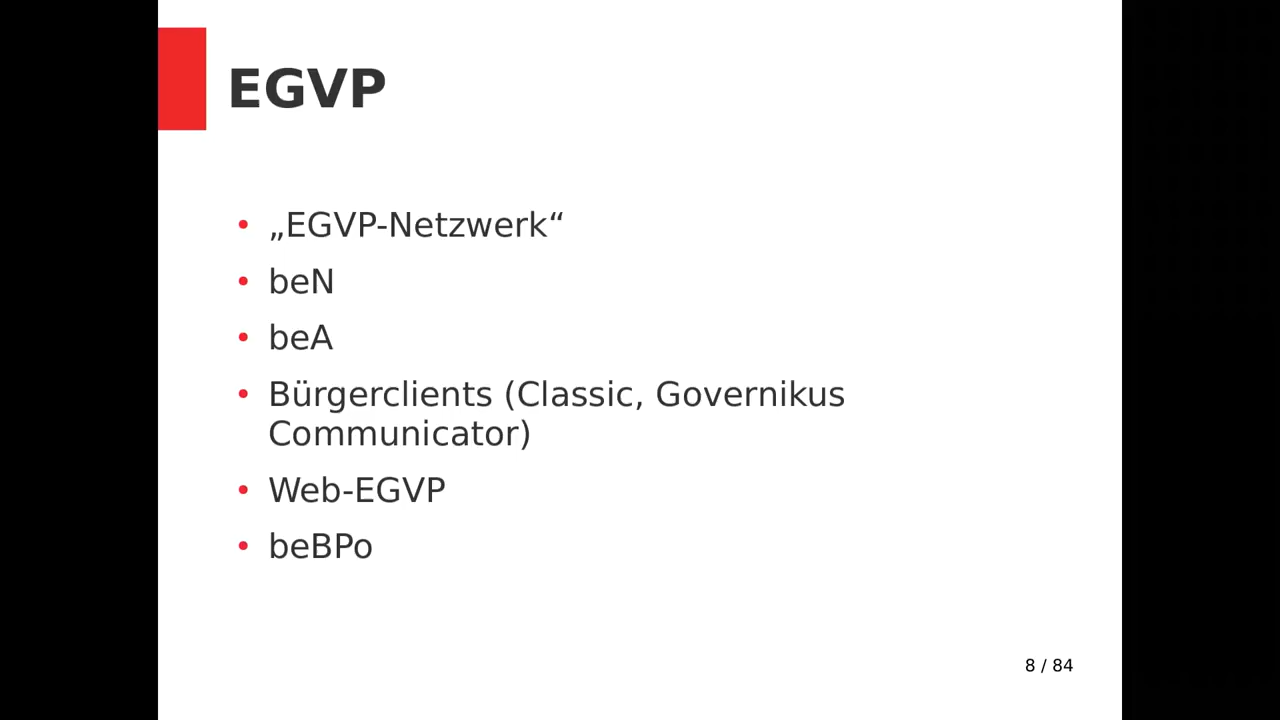 EGVP
• „EGVP-Netzwerk“
• beN
• beA
• Bürgerclients (Classic, Governikus
Communicator)
• Web-EGVP
• beBPo
8 / 84